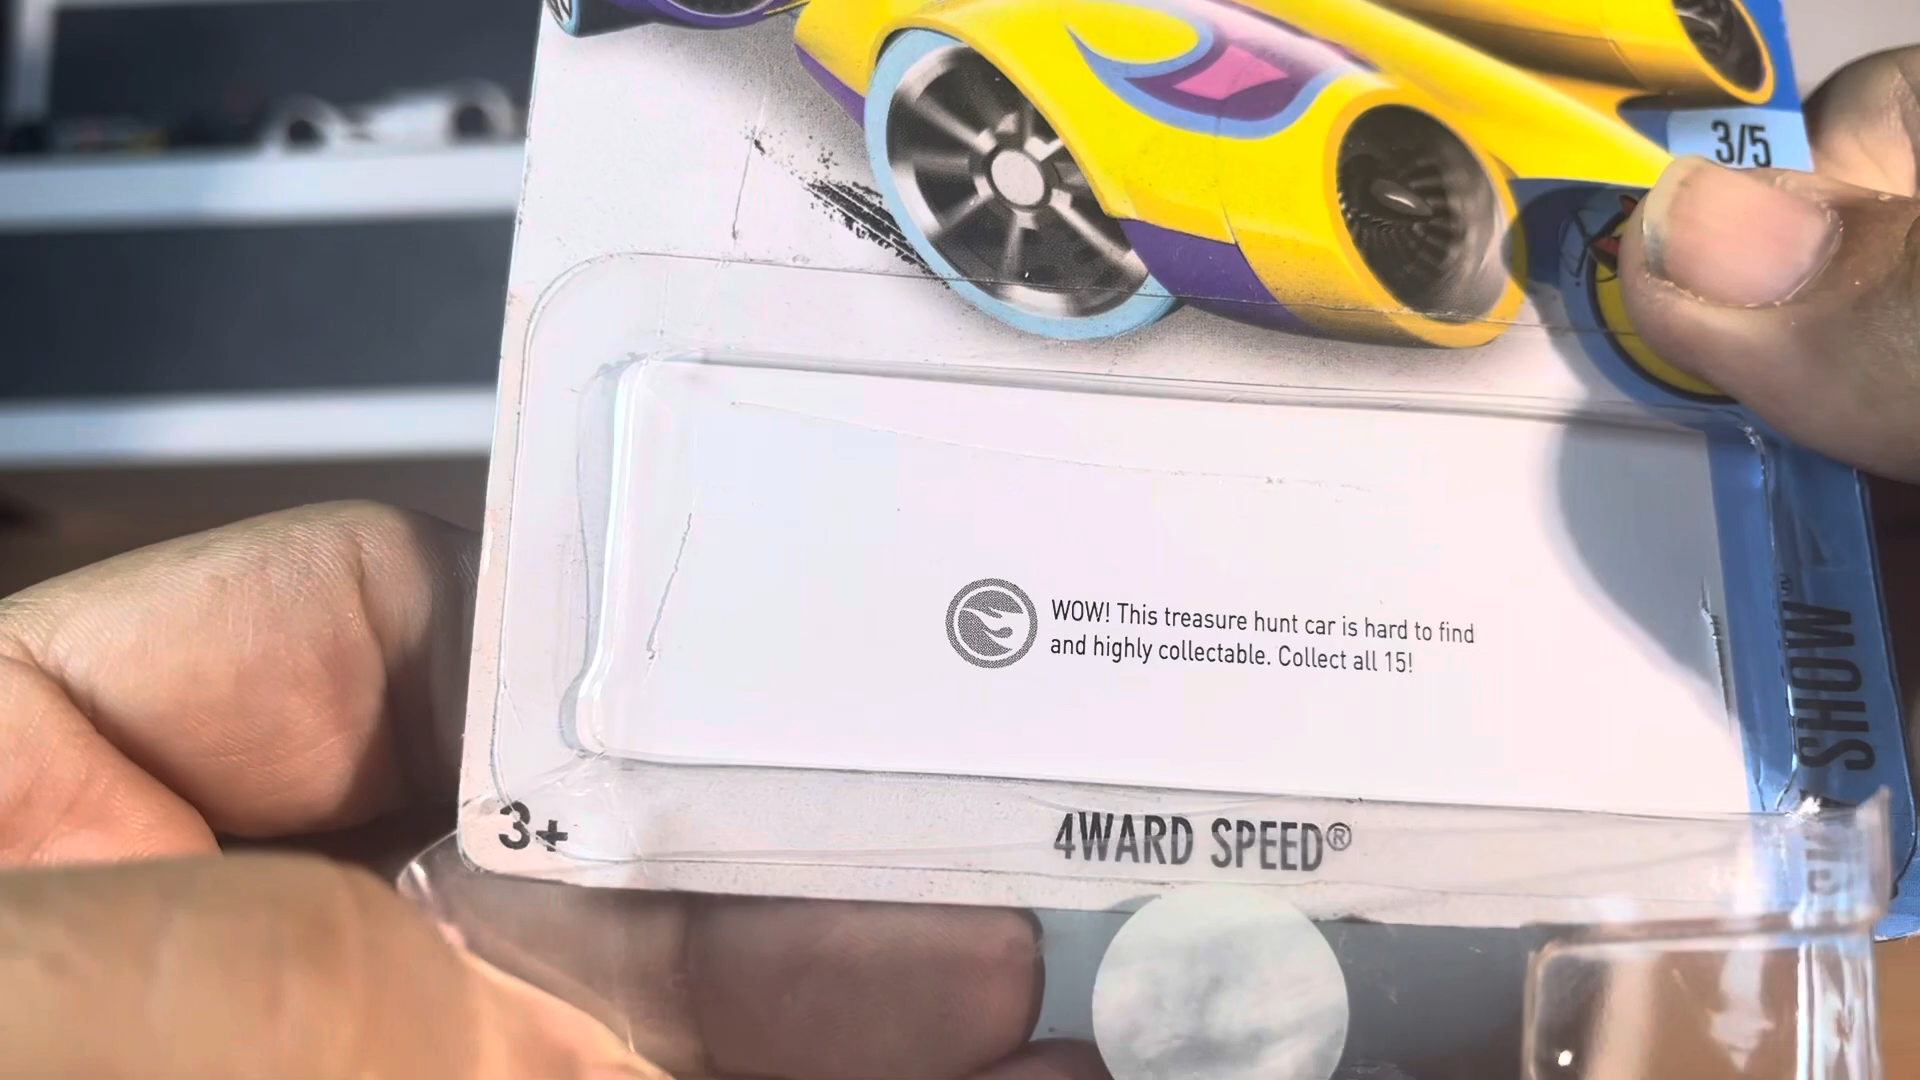 3/5
WOW! This treasure hunt car is hard to find
and highly collectable. Collect all 15!
SHOW
3+
4WARD SPEED®